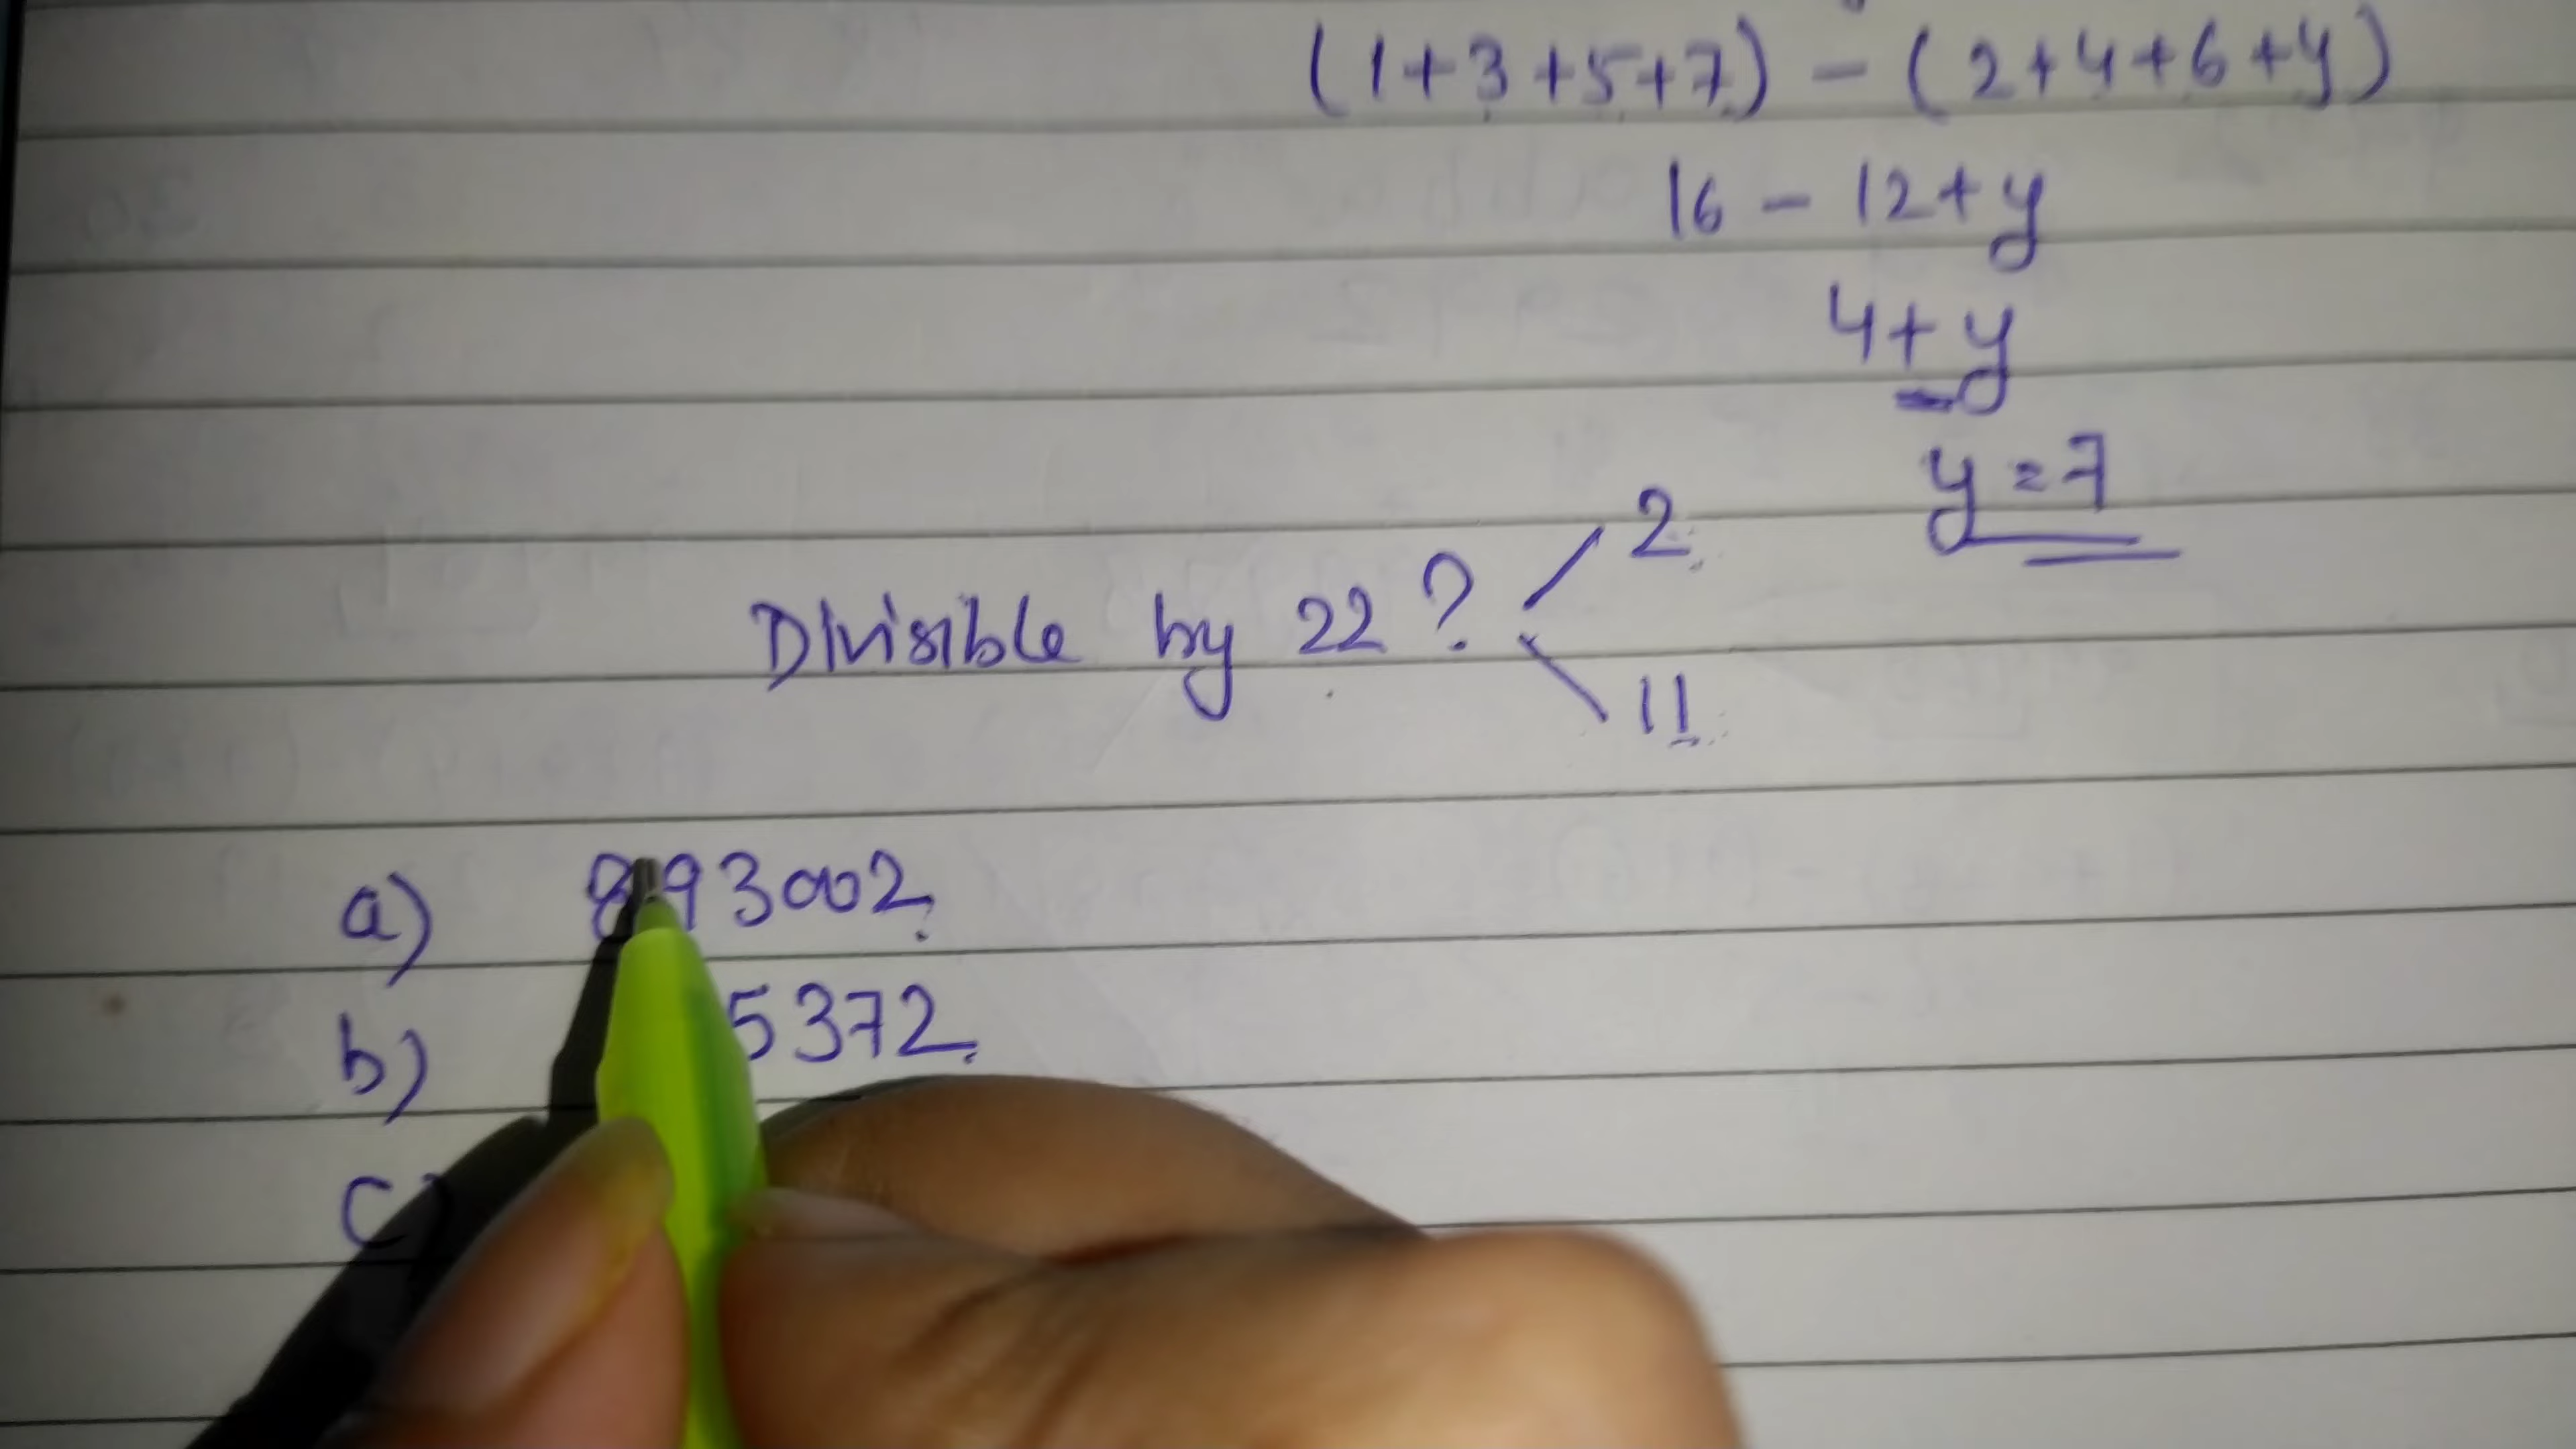 (1+3+5+7) - (2+4+6+y)
16 - 12+y
4+y
y=7
Divisible by 22 ? 2
11
a) 893002
b) 5372
c)